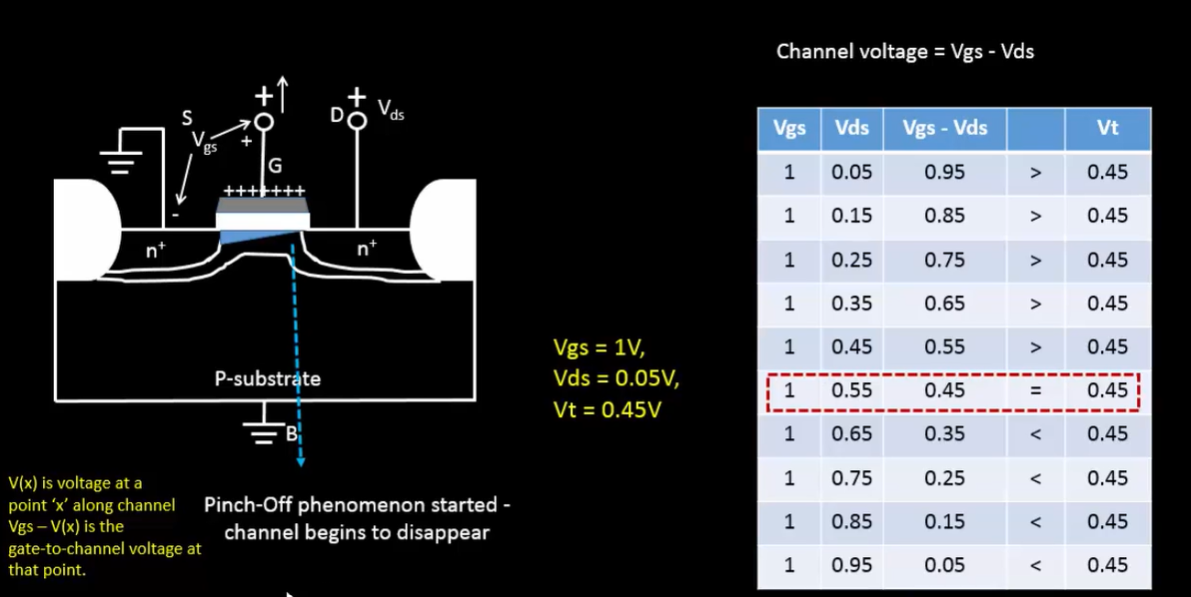 Channel voltage = Vgs - Vds
+
+
S
D
Vds
Vgs
+
G
+++++++
-
n+
n+
P-substrate
B
Vgs = 1V,
Vds = 0.05V,
Vt = 0.45V
V(x) is voltage at a
point ‘x’ along channel
Vgs – V(x) is the
gate-to-channel voltage at
that point.
Pinch-Off phenomenon started -
channel begins to disappear
Vgs Vds Vgs - Vds Vt
1 0.05 0.95 > 0.45
1 0.15 0.85 > 0.45
1 0.25 0.75 > 0.45
1 0.35 0.65 > 0.45
1 0.45 0.55 > 0.45
1 0.55 0.45 = 0.45
1 0.65 0.35 < 0.45
1 0.75 0.25 < 0.45
1 0.85 0.15 < 0.45
1 0.95 0.05 < 0.45